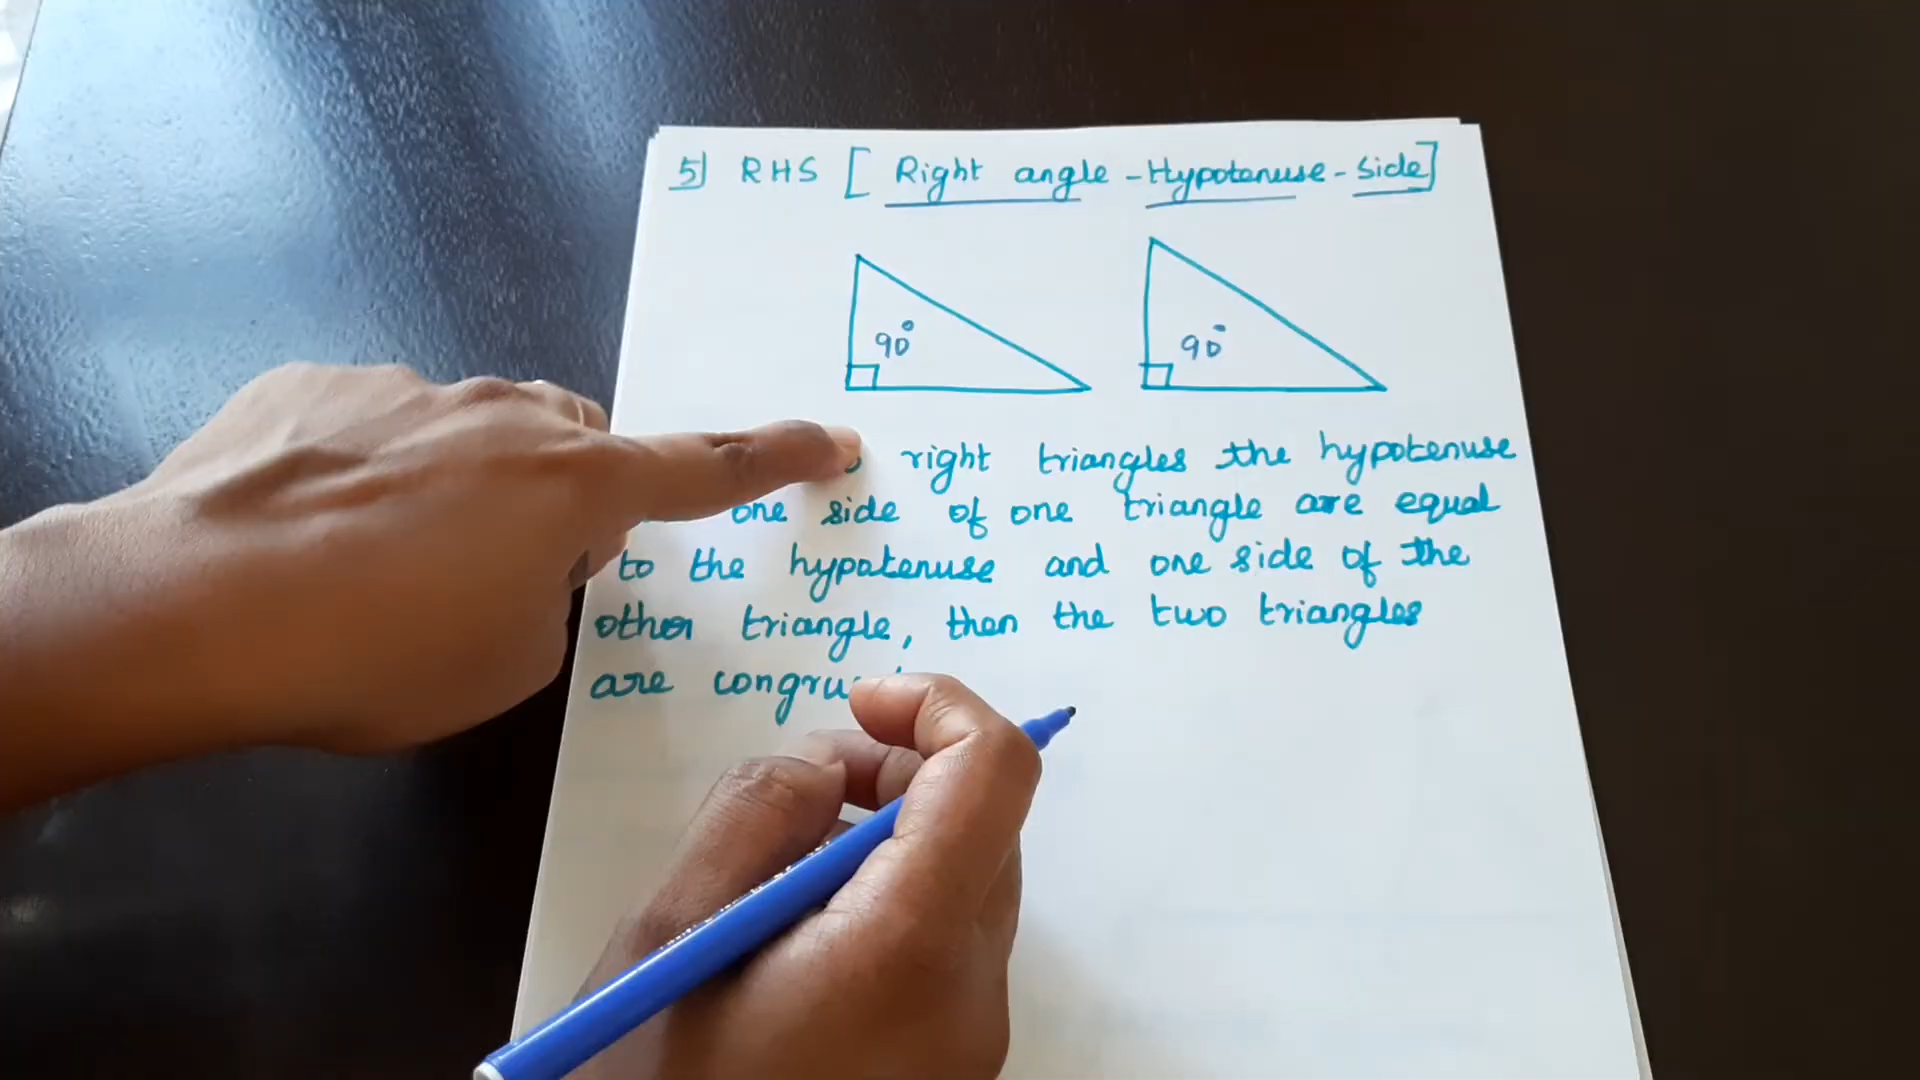 5) RHS [Right angle - Hypotenuse - Side]
90° 90°
right triangles the hypotenuse
one side of one triangle are equal
to the hypotenuse and one side of the
other triangle, then the two triangles
are